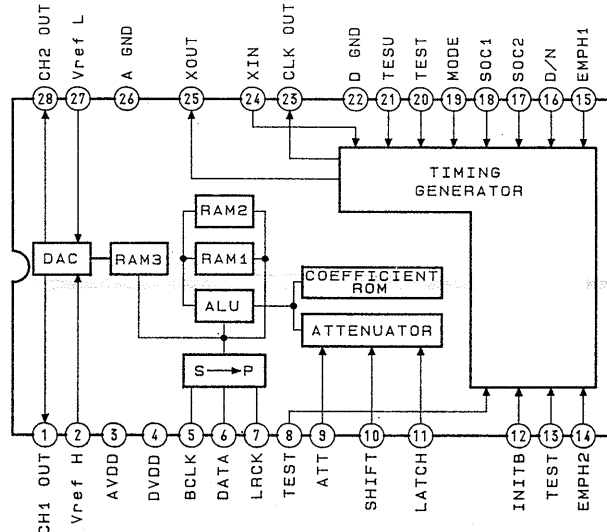 CH2 OUT
Vref L
A GND
XOUT
XIN
CLK OUT
D GND
TESU
TEST
MODE
SOC1
SOC2
D/N
EMPH1
28
27
26
25
24
23
22
21
20
19
18
17
16
15
TIMING
GENERATOR
RAM2
RAM1
DAC
RAM3
ALU
COEFFICIENT
ROM
ATTENUATOR
S P
1
2
3
4
5
6
7
8
9
10
11
12
13
14
CH1 OUT
Vref H
AVDD
DVDD
BCLK
DATA
LRCK
TEST
ATT
SHIFT
LATCH
INITB
TEST
EMPH2